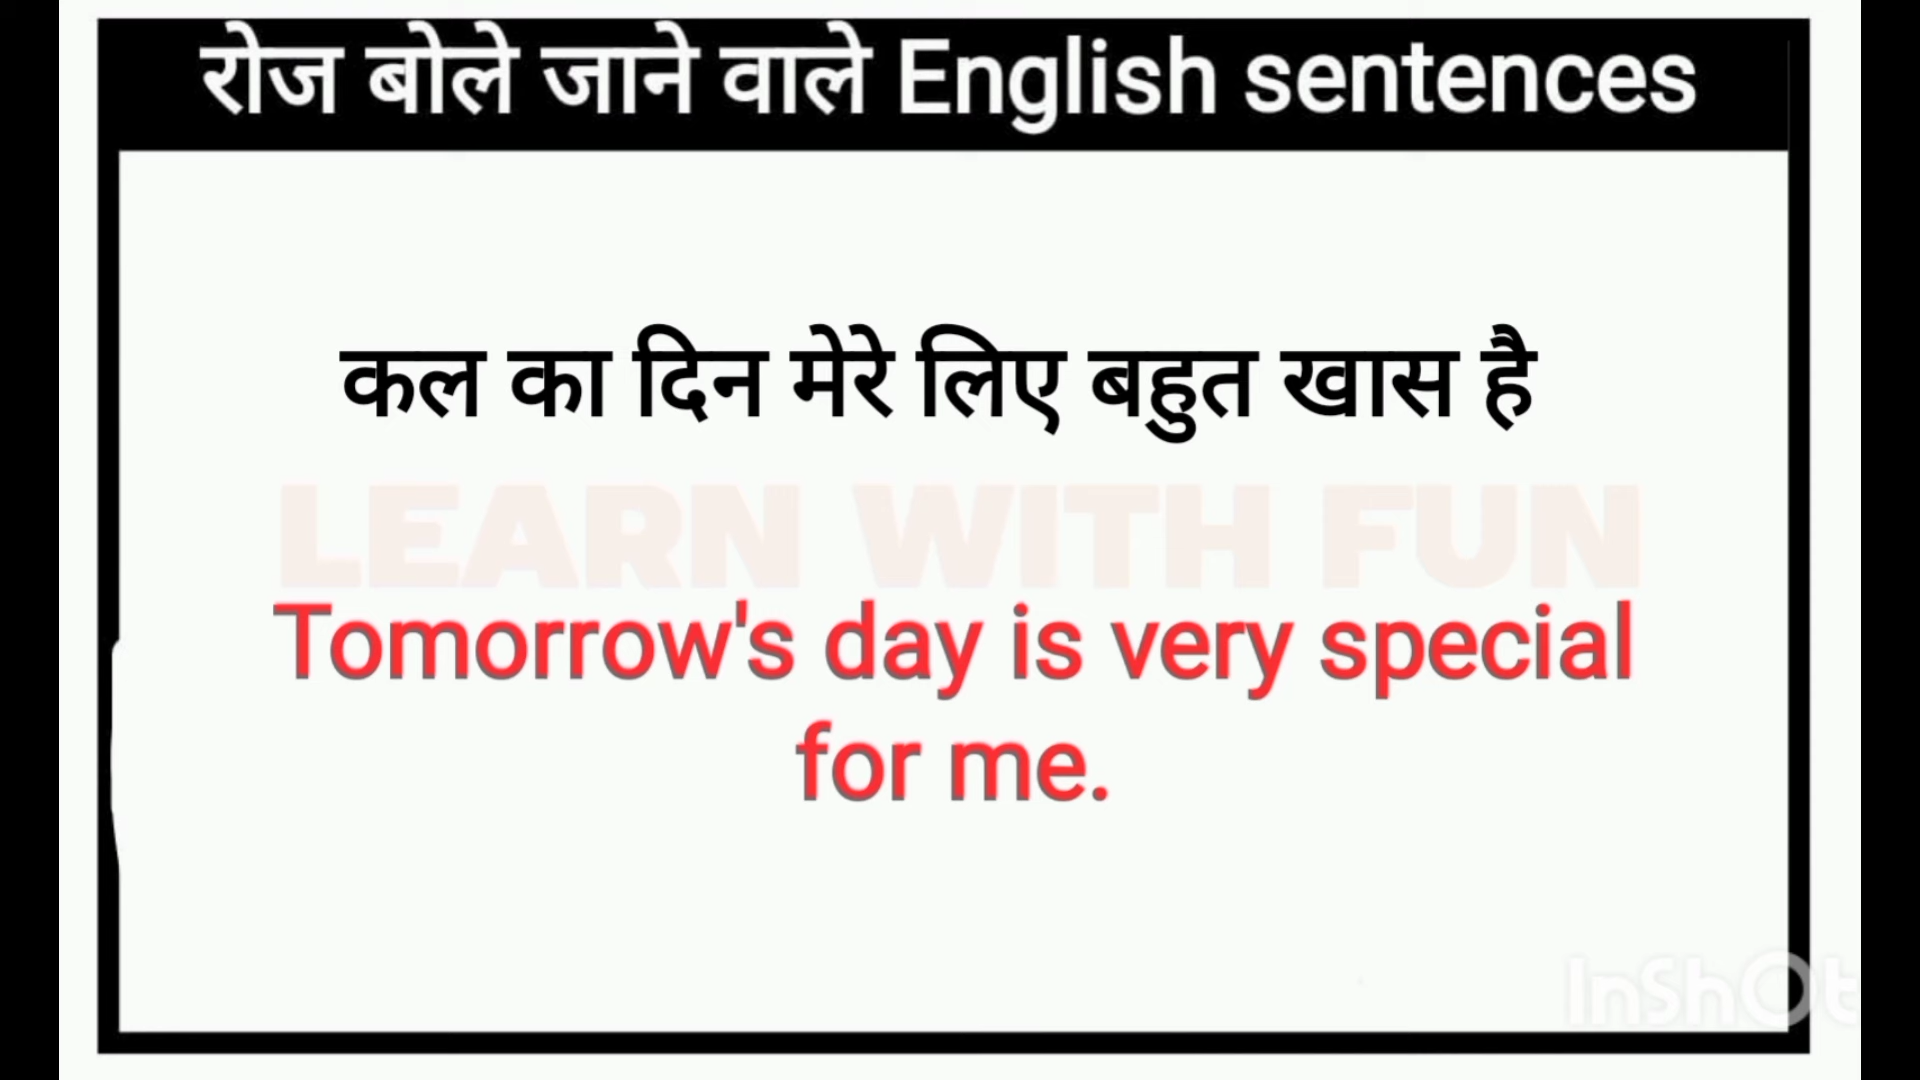 रोज बोले जाने वाले English sentences
कल का दिन मेरे लिए बहुत खास है
LEARN WITH FUN
Tomorrow's day is very special
for me.
InShOt